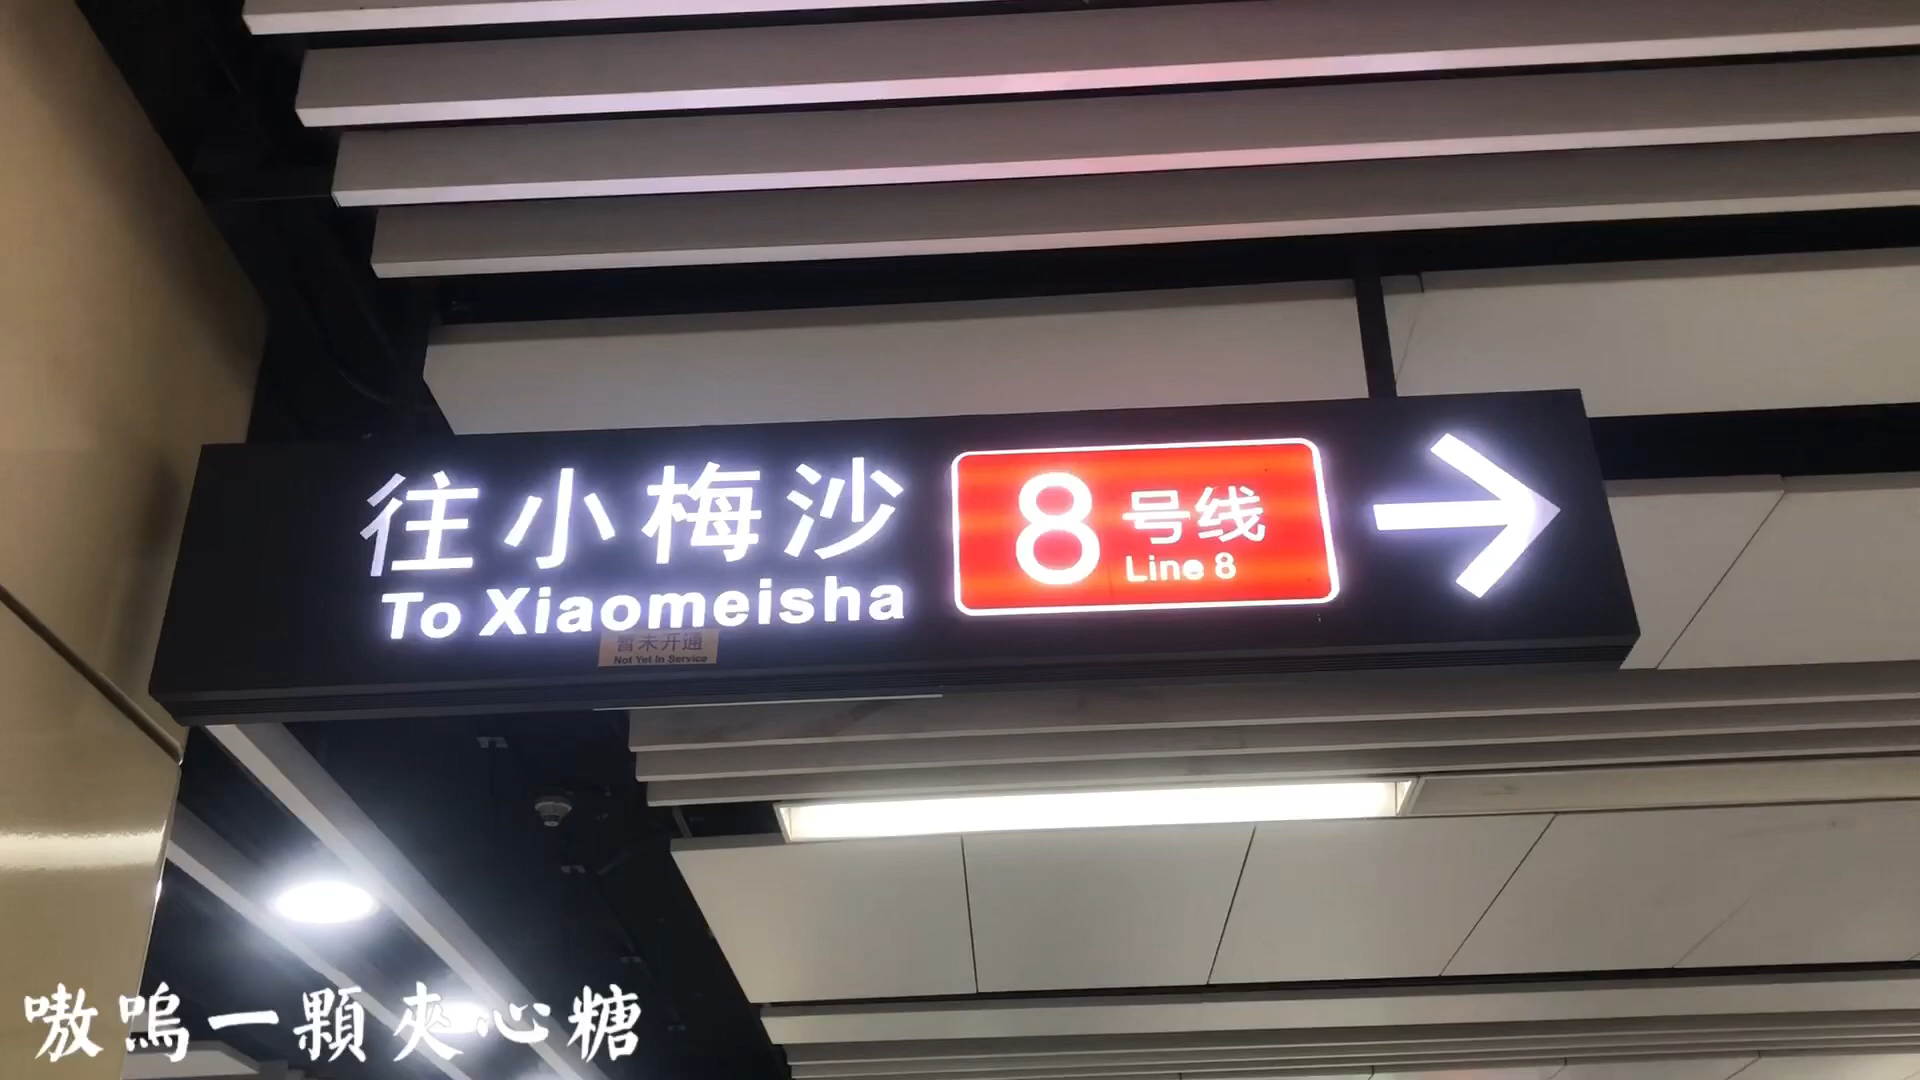 往小梅沙
To Xiaomeisha
8号线
Line 8
暂未开通
Not Yet In Service
嗷嗚一顆夾心糖